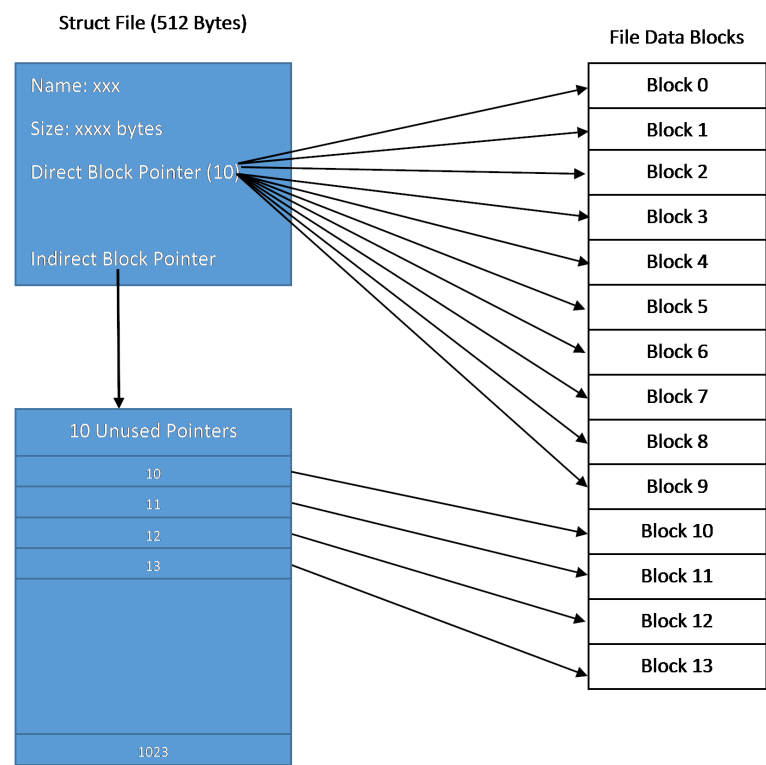 Struct File (512 Bytes)
Name: xxx
Size: xxxx bytes
Direct Block Pointer (10)
Indirect Block Pointer
10 Unused Pointers
10
11
12
13
1023
File Data Blocks
Block 0
Block 1
Block 2
Block 3
Block 4
Block 5
Block 6
Block 7
Block 8
Block 9
Block 10
Block 11
Block 12
Block 13